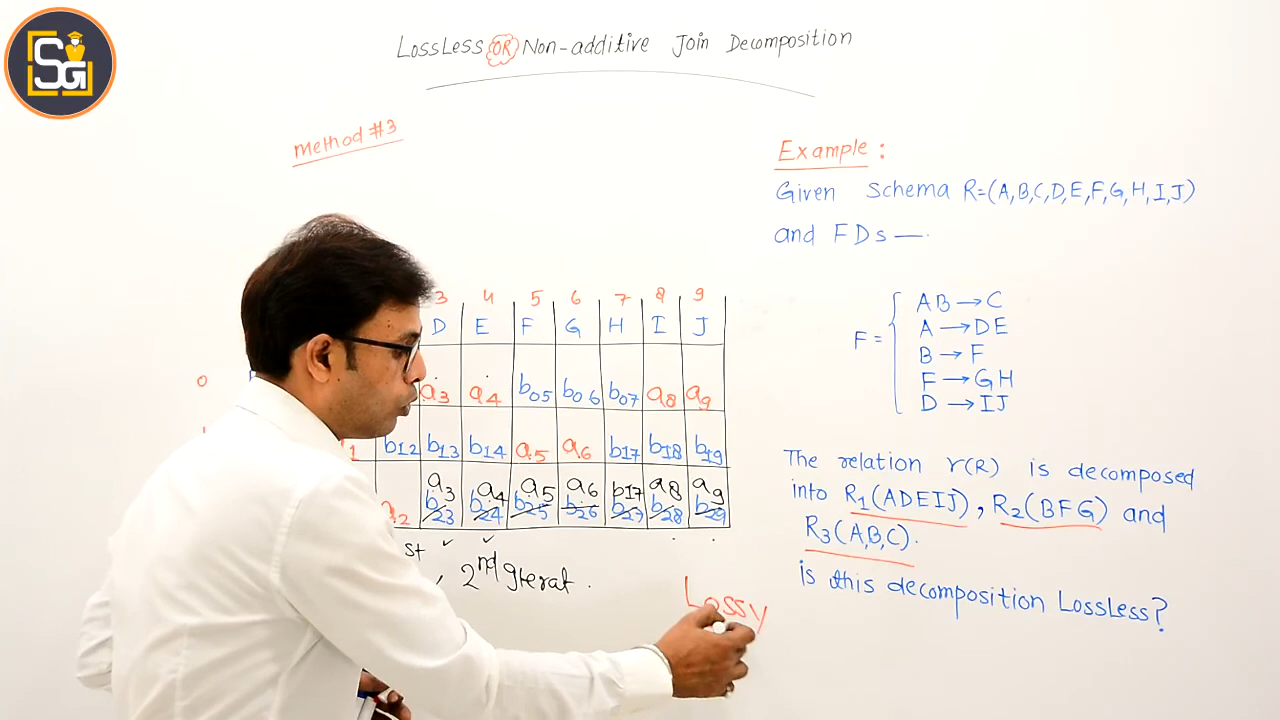 SG
LossLess OR Non-additive Join Decomposition
Method #3
Example :
Given Schema R=(A,B,C,D,E,F,G,H,I,J)
and FDs —.
F = { AB → C
A → DE
B → F
F → GH
D → IJ
The relation r(R) is decomposed
into R1(ADEIJ), R2(BFG) and
R3(A,B,C).
is this decomposition LossLess?
3 4 5 6 7 8 9
D E F G H I J
0 a3 a4 b05 b06 b07 a8 a9
b12 b13 b14 a5 a6 b17 b18 b19
a3 a4 a5 a6 b17 a8 a9
b23 b24 b25 b26 b27 b28 b29
st
2nd Iterat.
Lossy